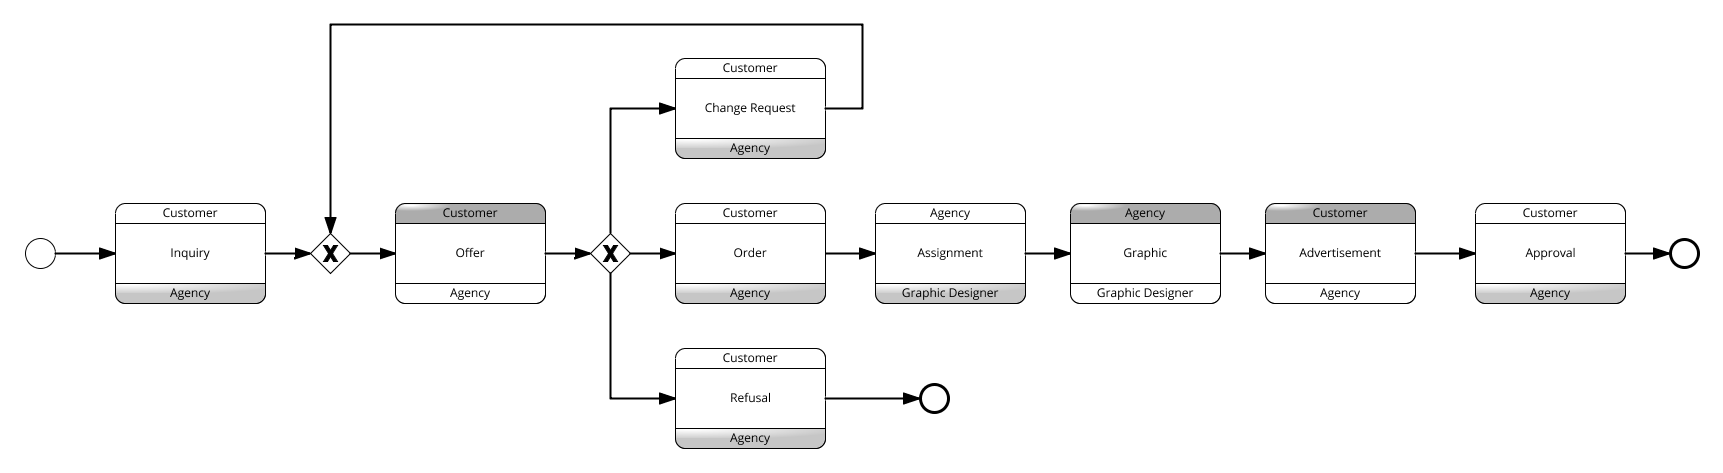 Customer
Change Request
Agency
Customer
Inquiry
Agency
X
Customer
Offer
Agency
X
Customer
Order
Agency
Agency
Assignment
Graphic Designer
Agency
Graphic
Graphic Designer
Customer
Advertisement
Agency
Customer
Approval
Agency
Customer
Refusal
Agency